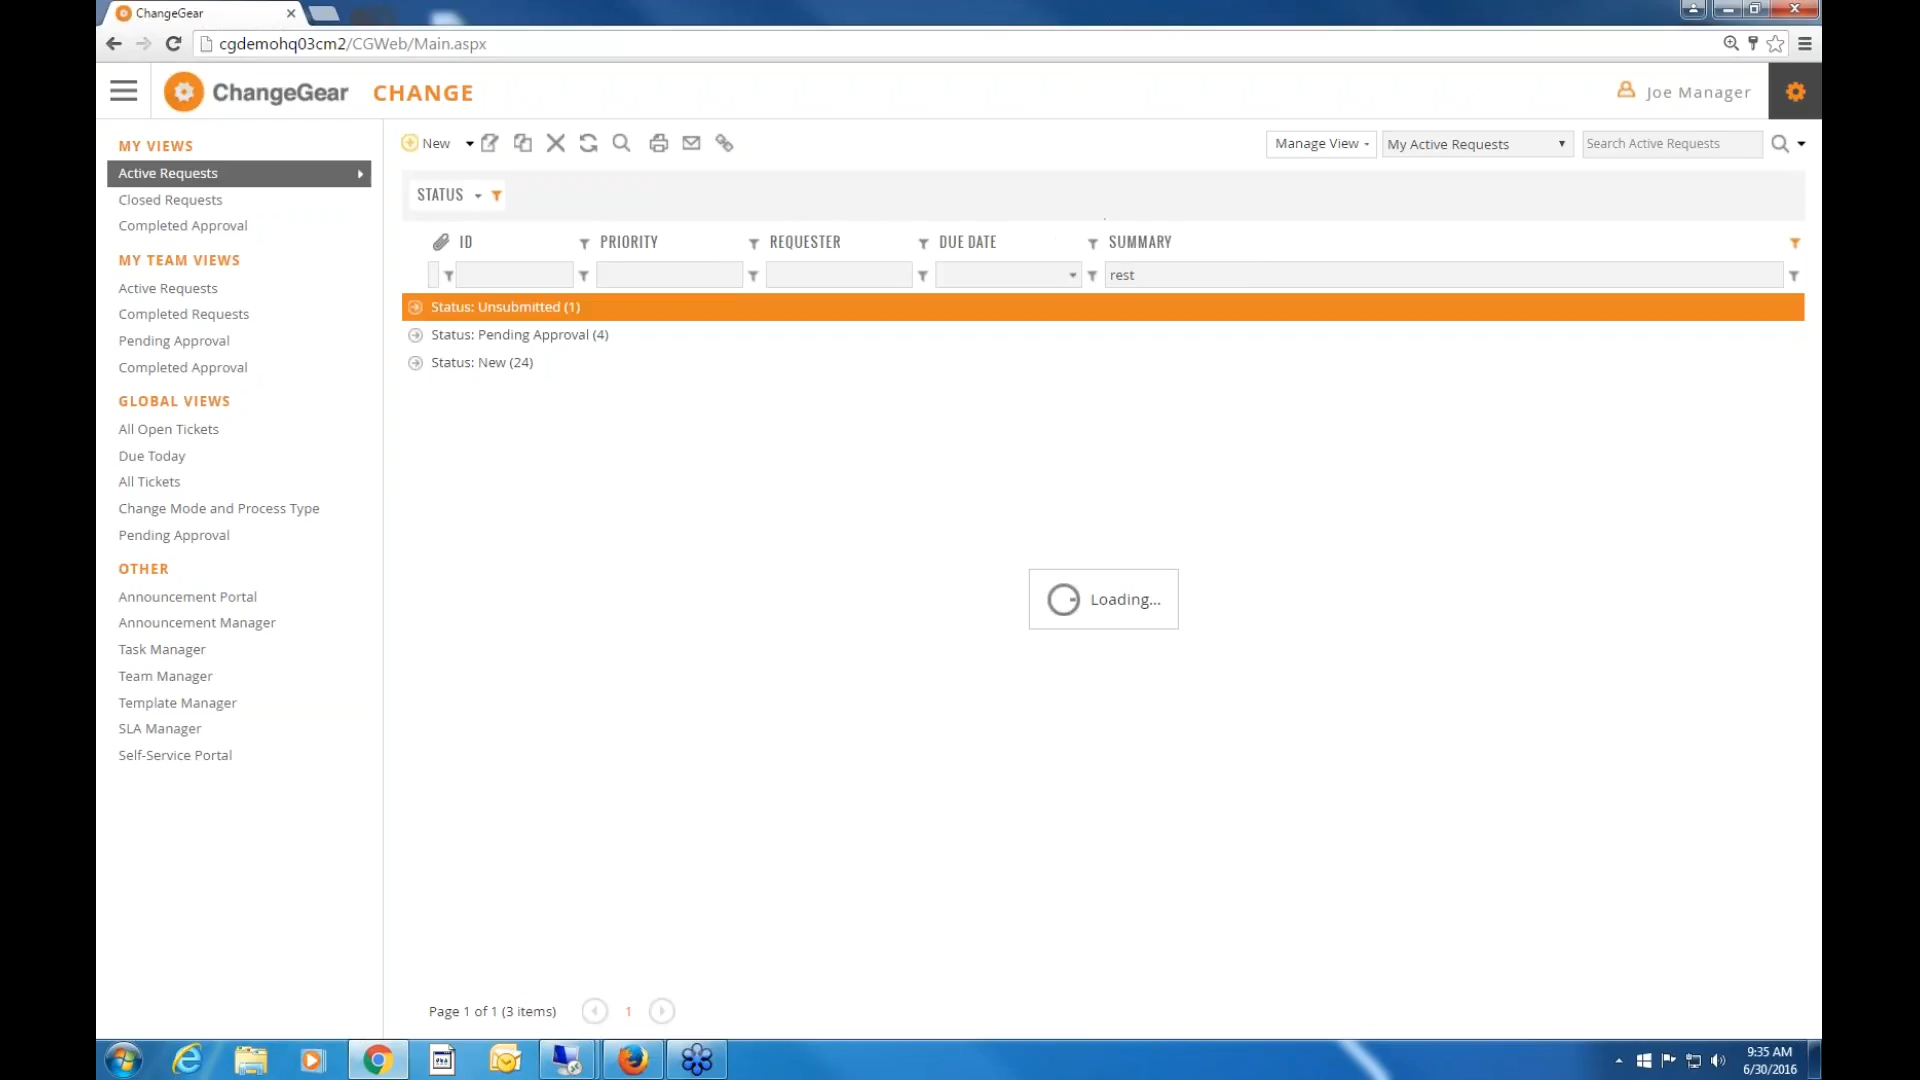 ChangeGear
cgdemohq03cm2/CGWeb/Main.aspx
ChangeGear CHANGE
Joe Manager
MY VIEWS
Active Requests
Closed Requests
Completed Approval
MY TEAM VIEWS
Active Requests
Completed Requests
Pending Approval
Completed Approval
GLOBAL VIEWS
All Open Tickets
Due Today
All Tickets
Change Mode and Process Type
Pending Approval
OTHER
Announcement Portal
Announcement Manager
Task Manager
Team Manager
Template Manager
SLA Manager
Self-Service Portal
New
Manage View
My Active Requests
Search Active Requests
STATUS
ID PRIORITY REQUESTER DUE DATE SUMMARY
rest
Status: Unsubmitted (1)
Status: Pending Approval (4)
Status: New (24)
Loading...
Page 1 of 1 (3 items) 1
9:35 AM
6/30/2016